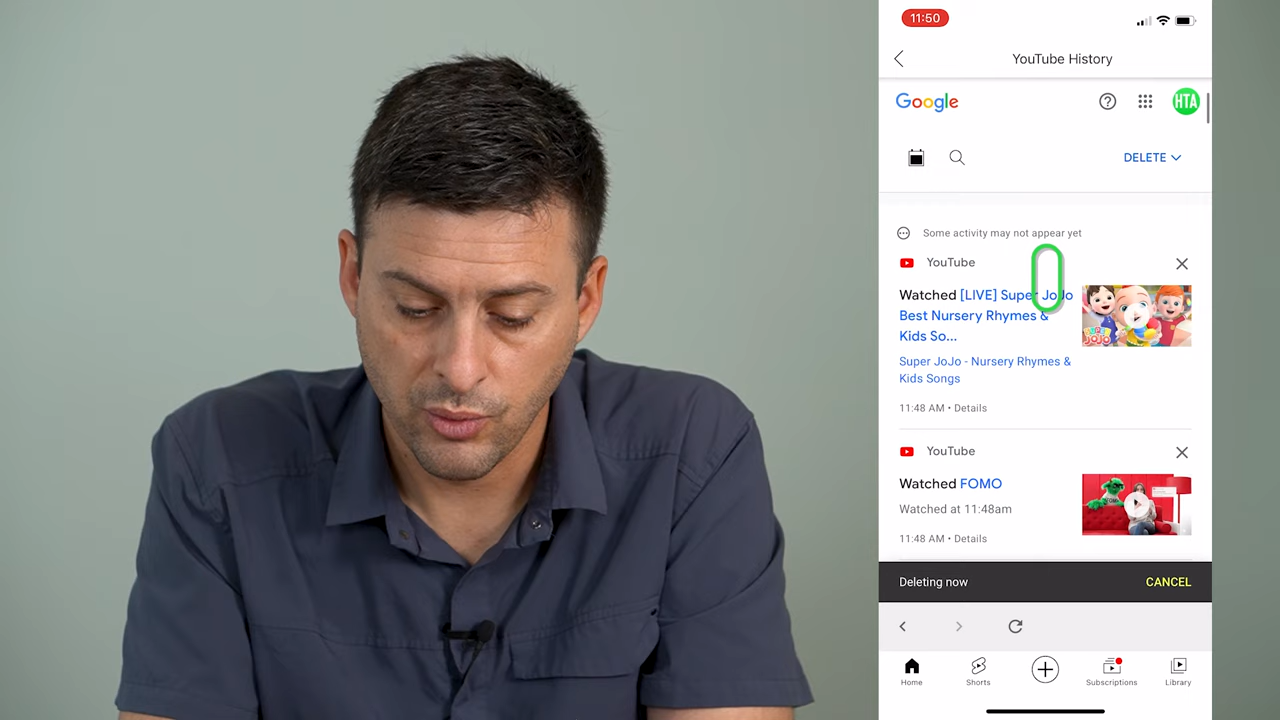 11:50
YouTube History
Google
HTA
DELETE
Some activity may not appear yet
YouTube
Watched [LIVE] Super JoJo
Best Nursery Rhymes &
Kids So...
Super JoJo - Nursery Rhymes &
Kids Songs
11:48 AM • Details
YouTube
Watched FOMO
Watched at 11:48am
11:48 AM • Details
Deleting now
CANCEL
Home
Shorts
Subscriptions
Library